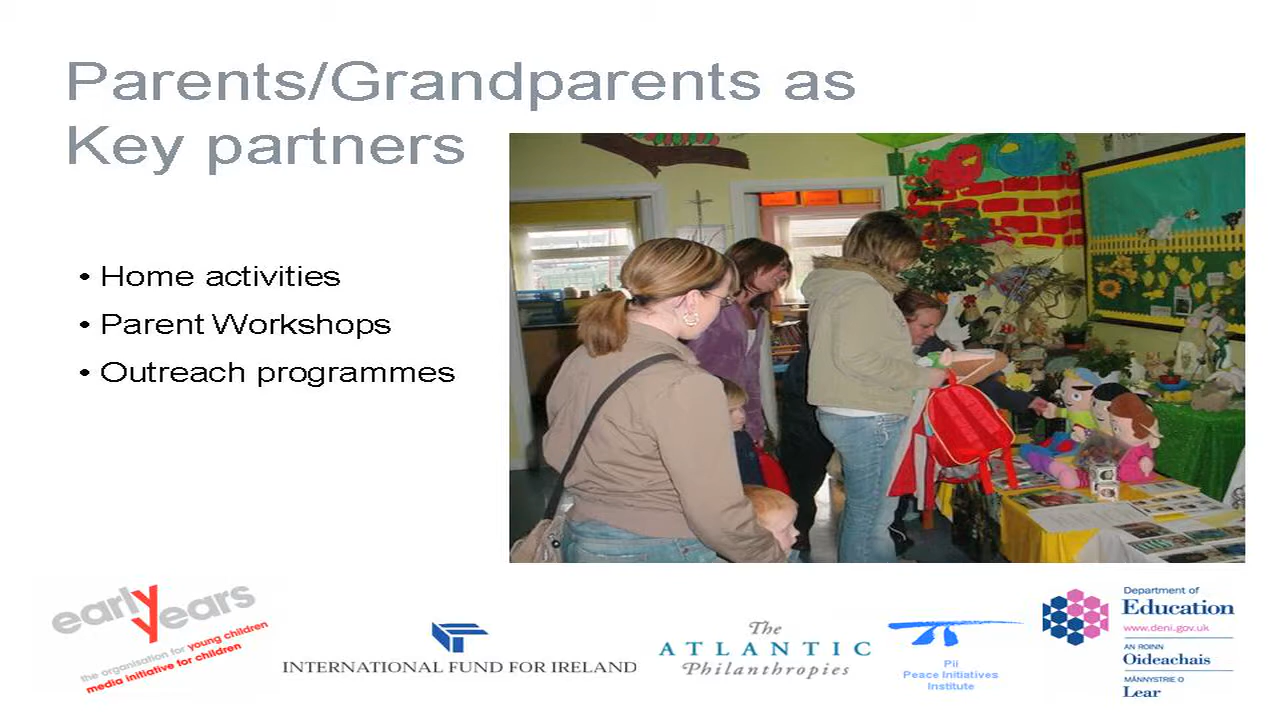 Parents/Grandparents as
Key partners
• Home activities
• Parent Workshops
• Outreach programmes
early years
the organisation for young children
media initiative for children
INTERNATIONAL FUND FOR IRELAND
The
ATLANTIC
Philanthropies
Pii
Peace Initiatives
Institute
Department of
Education
www.deni.gov.uk
AN ROINN
Oideachais
MÄNNYSTRIE O
Lear